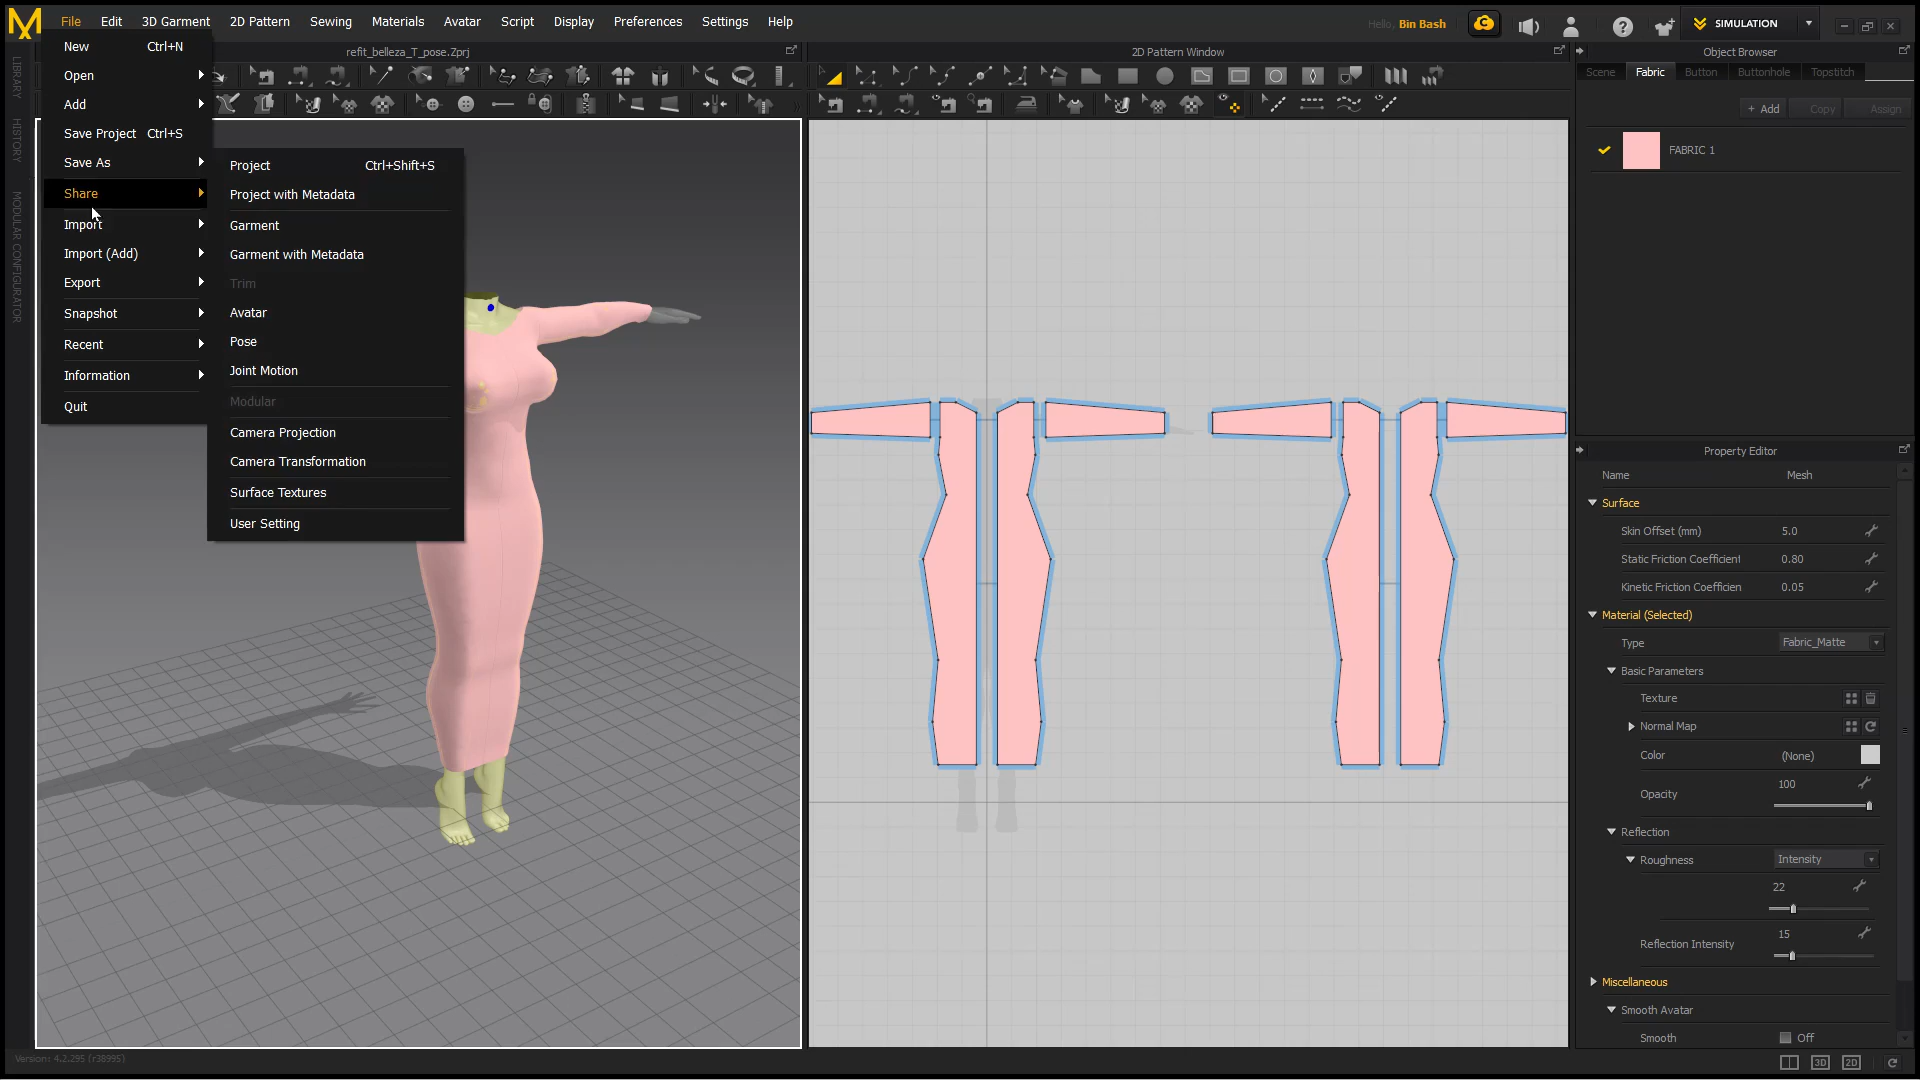 File Edit 3D Garment 2D Pattern Sewing Materials Avatar Script Display Preferences Settings Help
Hello, Bin Bash
SIMULATION
refit_belleza_T_pose.Zprj
2D Pattern Window
Object Browser
New Ctrl+N
Open
Add
Save Project Ctrl+S
Save As
Share
Import
Import (Add)
Export
Snapshot
Recent
Information
Quit
Project Ctrl+Shift+S
Project with Metadata
Garment
Garment with Metadata
Trim
Avatar
Pose
Joint Motion
Modular
Camera Projection
Camera Transformation
Surface Textures
User Setting
LIBRARY
HISTORY
MODULAR CONFIGURATOR
Scene Fabric Button Buttonhole Topstitch
+ Add Copy Assign
FABRIC 1
Property Editor
Name Mesh
Surface
Skin Offset (mm) 5.0
Static Friction Coefficient 0.80
Kinetic Friction Coefficien 0.05
Material (Selected)
Type Fabric_Matte
Basic Parameters
Texture
Normal Map
Color (None)
Opacity 100
Reflection
Roughness Intensity
22
Reflection Intensity 15
Miscellaneous
Smooth Avatar
Smooth Off
Version: 4.2.295 (r38995)
3D 2D